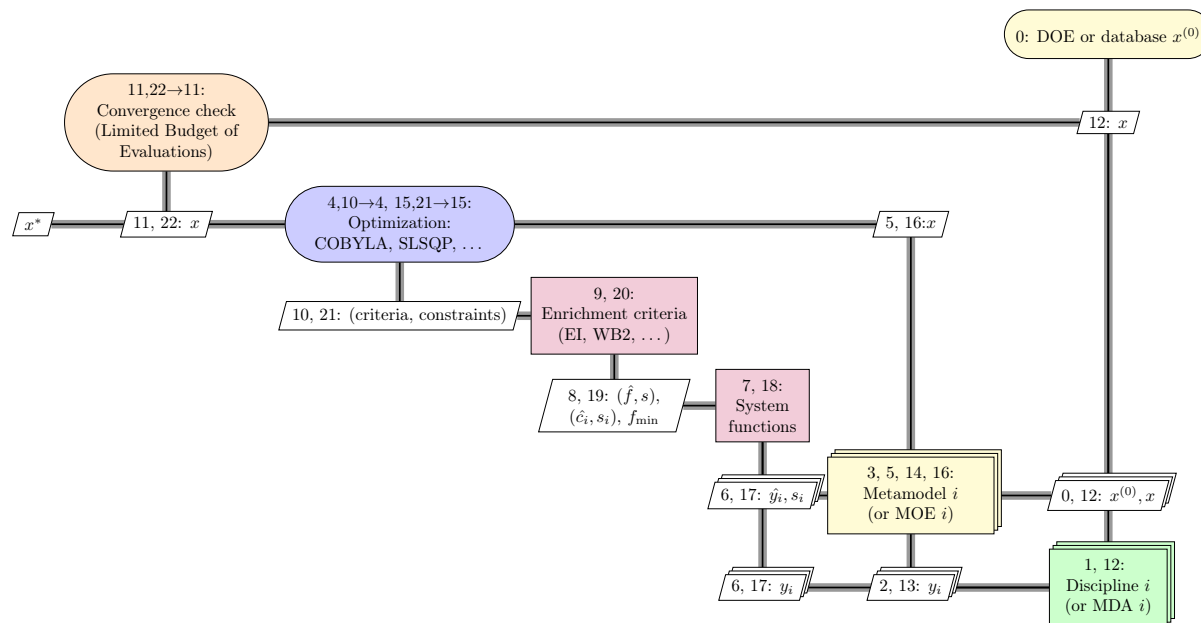 0: DOE or database x^{(0)}
11,22→11:
Convergence check
(Limited Budget of
Evaluations)
12: x
x*
11, 22: x
4,10→4, 15,21→15:
Optimization:
COBYLA, SLSQP, ...
5, 16:x
10, 21: (criteria, constraints)
9, 20:
Enrichment criteria
(EI, WB2, ...)
8, 19: (f̂, s),
(ĉ_i, s_i), f_min
7, 18:
System
functions
6, 17: ŷ_i, s_i
3, 5, 14, 16:
Metamodel i
(or MOE i)
0, 12: x^{(0)}, x
6, 17: y_i
2, 13: y_i
1, 12:
Discipline i
(or MDA i)